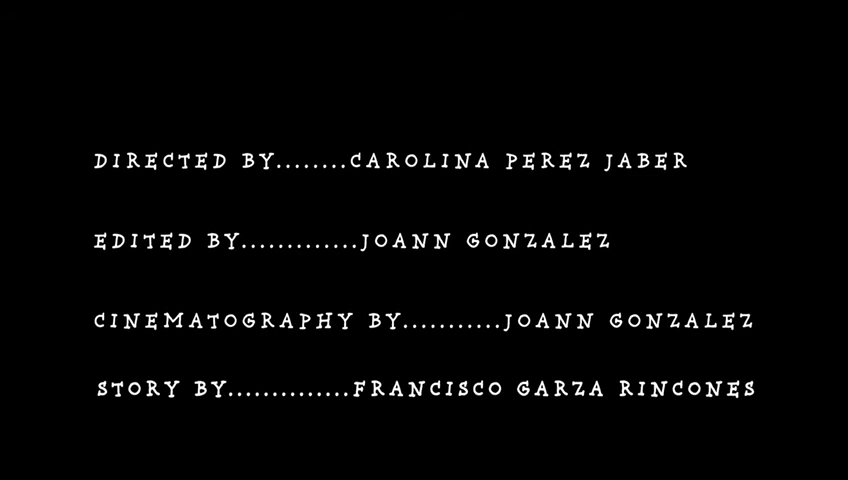 DIRECTED BY........CAROLINA PEREZ JABER
EDITED BY.............JOANN GONZALEZ
CINEMATOGRAPHY BY...........JOANN GONZALEZ
STORY BY..............FRANCISCO GARZA RINCONES